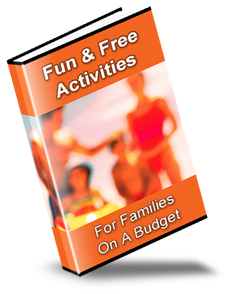 Fun & Free
Activities
For Families
On A Budget